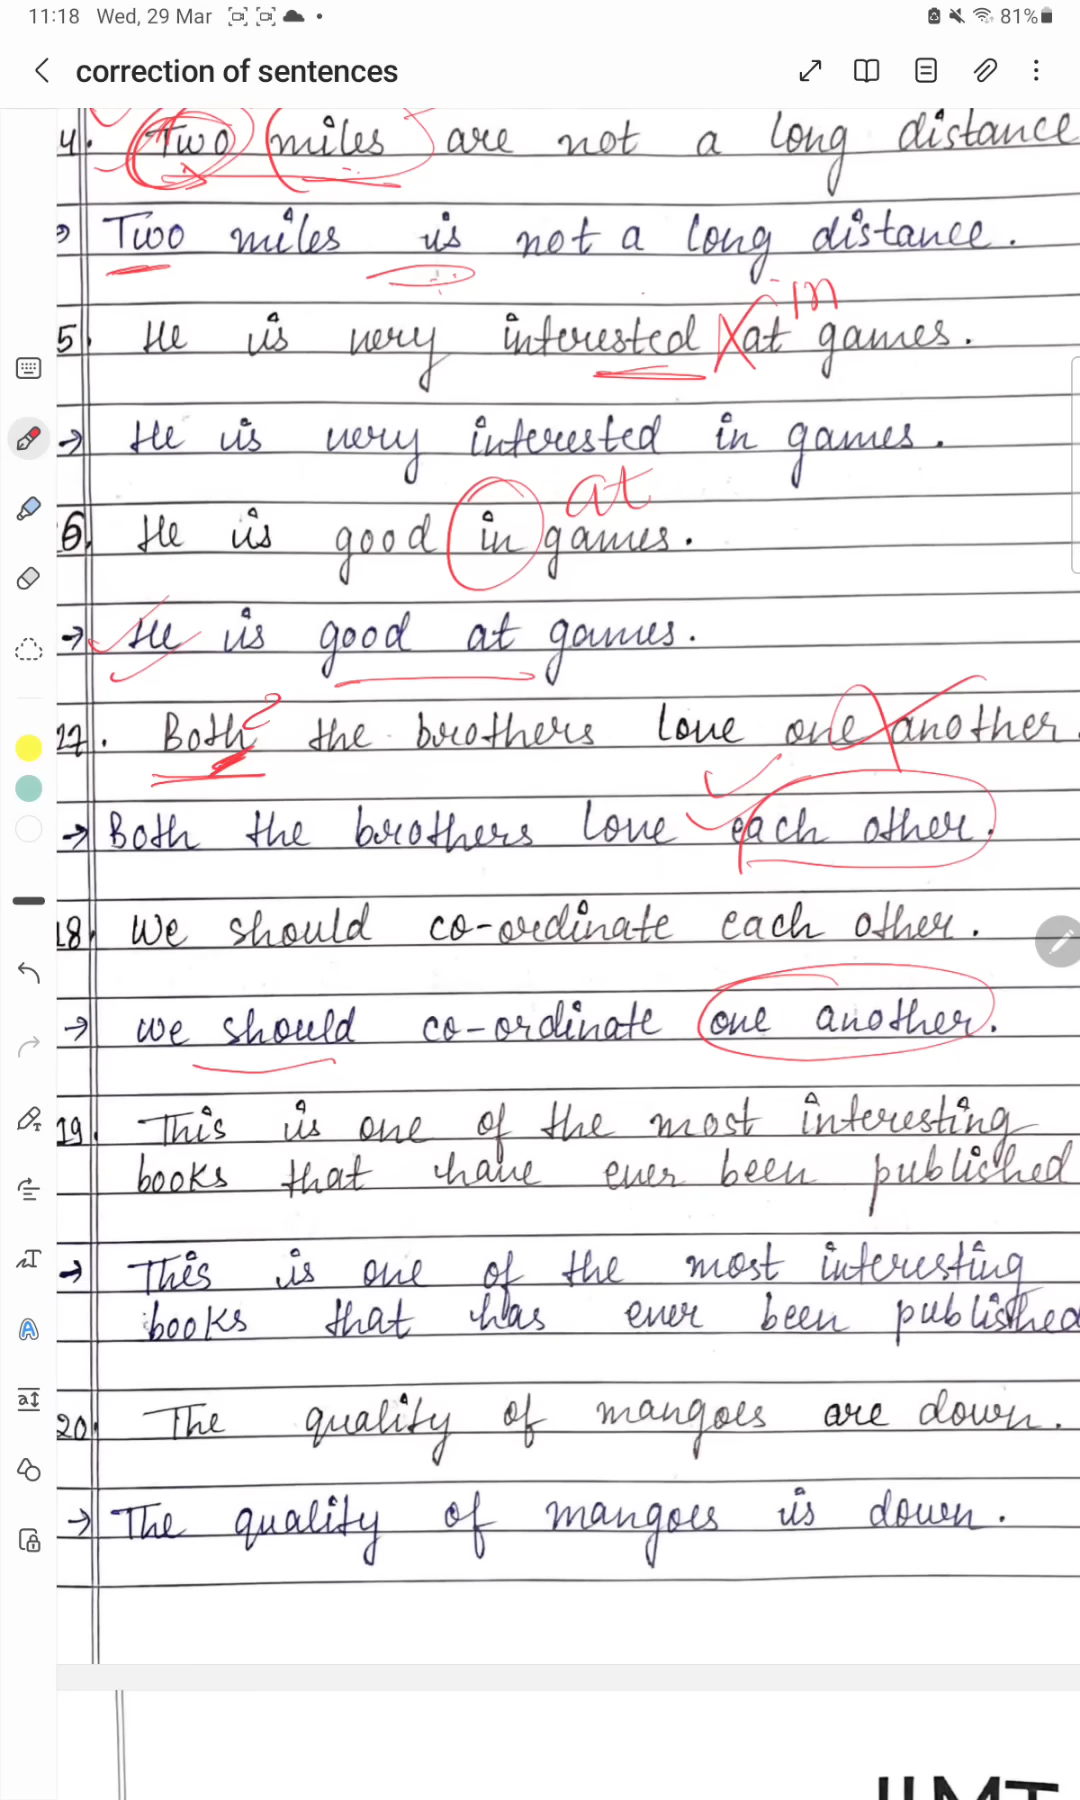 11:18 Wed, 29 Mar 81%
correction of sentences
4. Two miles are not a long distance
Two miles is not a long distance.
in
5. He is very interested at games.
→ He is very interested in games.
at
6. He is good in games.
→ He is good at games.
2
17. Both the brothers love one another.
→ Both the brothers love each other.
18. We should co-ordinate each other.
→ We should co-ordinate one another.
19. This is one of the most interesting
books that have ever been published
→ This is one of the most interesting
books that has ever been published
20. The quality of mangoes are down.
→ The quality of mangoes is down.